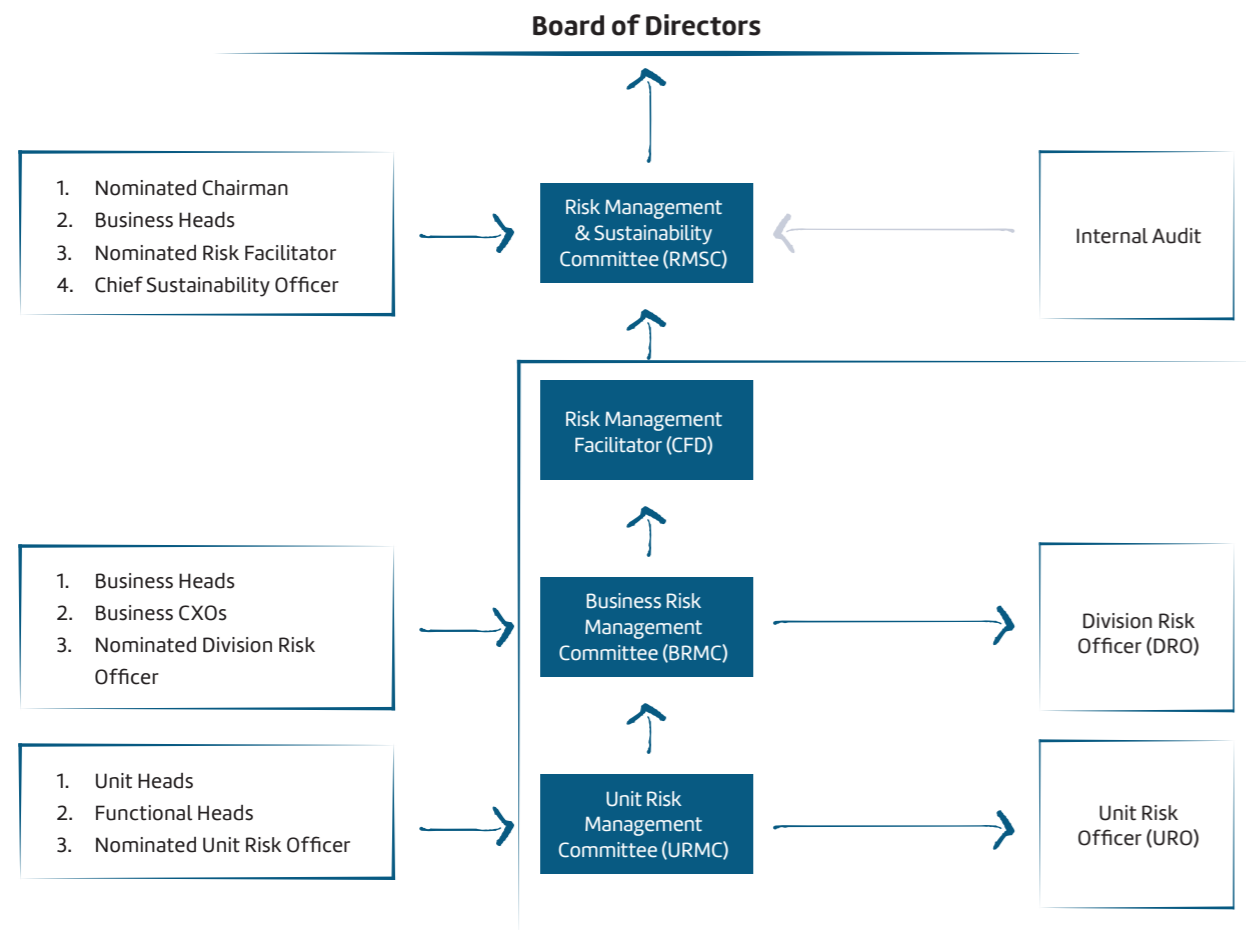 Board of Directors
1. Nominated Chairman
2. Business Heads
3. Nominated Risk Facilitator
4. Chief Sustainability Officer
Risk Management
& Sustainability
Committee (RMSC)
Internal Audit
Risk Management
Facilitator (CFD)
1. Business Heads
2. Business CXOs
3. Nominated Division Risk
Officer
Business Risk
Management
Committee (BRMC)
Division Risk
Officer (DRO)
1. Unit Heads
2. Functional Heads
3. Nominated Unit Risk Officer
Unit Risk
Management
Committee (URMC)
Unit Risk
Officer (URO)